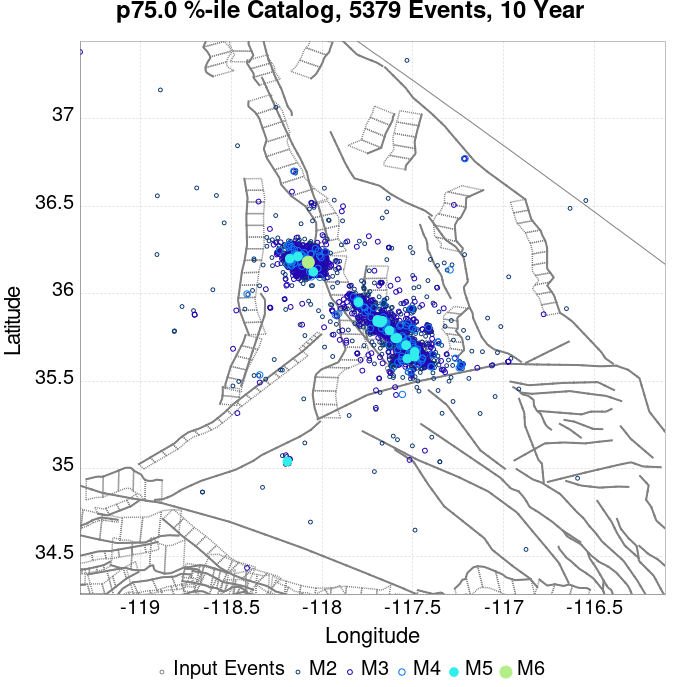 p75.0 %-ile Catalog, 5379 Events, 10 Year
Latitude
37
36.5
36
35.5
35
34.5
-119 -118.5 -118 -117.5 -117 -116.5
Longitude
Input Events M2 M3 M4 M5 M6